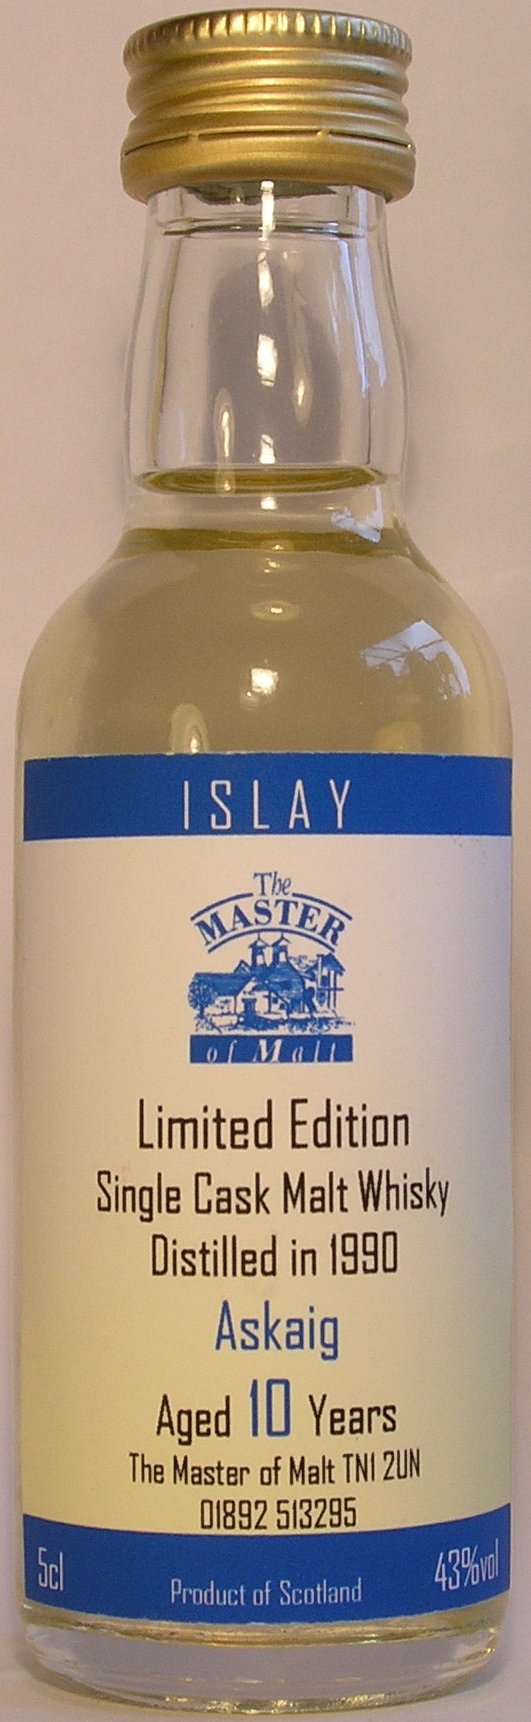 ISLAY
The
MASTER
of Malt
Limited Edition
Single Cask Malt Whisky
Distilled in 1990
Askaig
Aged 10 Years
The Master of Malt TN1 2UN
01892 513295
5cl Product of Scotland 43%vol